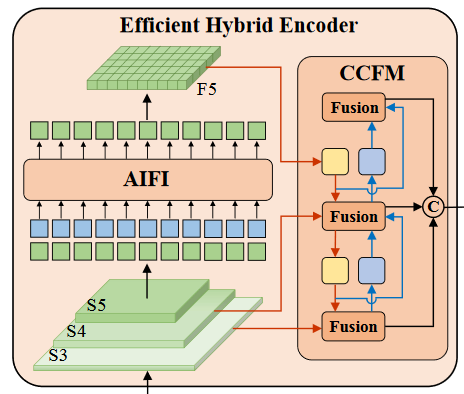 Efficient Hybrid Encoder
F5
CCFM
Fusion
AIFI
Fusion
C
S5
S4
S3
Fusion